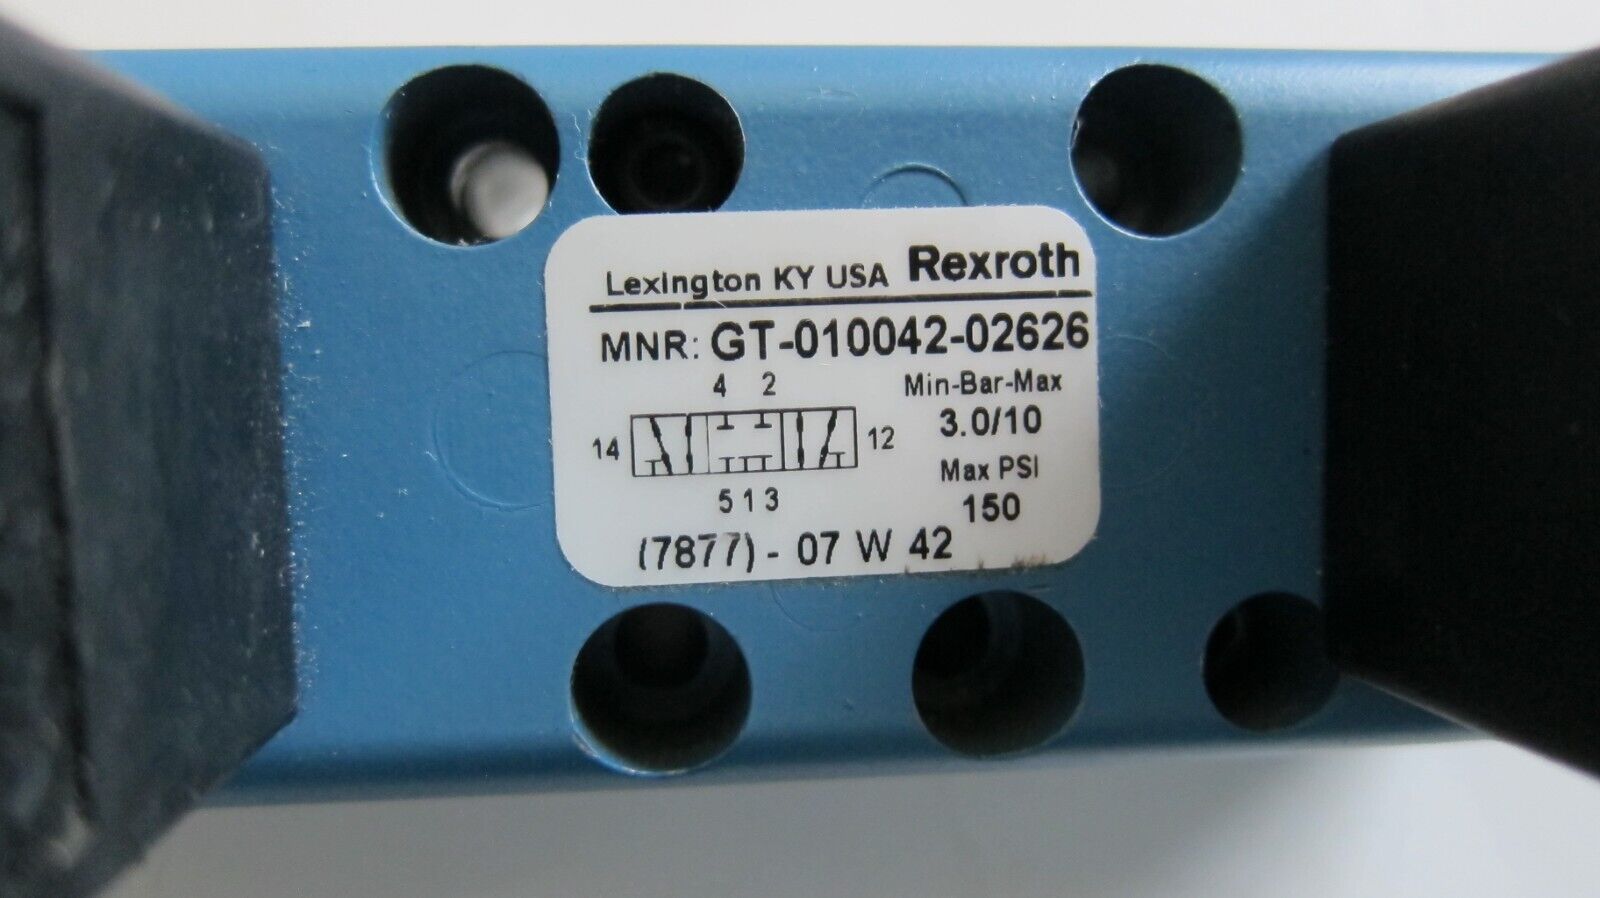 Lexington KY USA Rexroth
MNR: GT-010042-02626
4 2
Min-Bar-Max
3.0/10
14
12
Max PSI
150
5 1 3
(7877) - 07 W 42